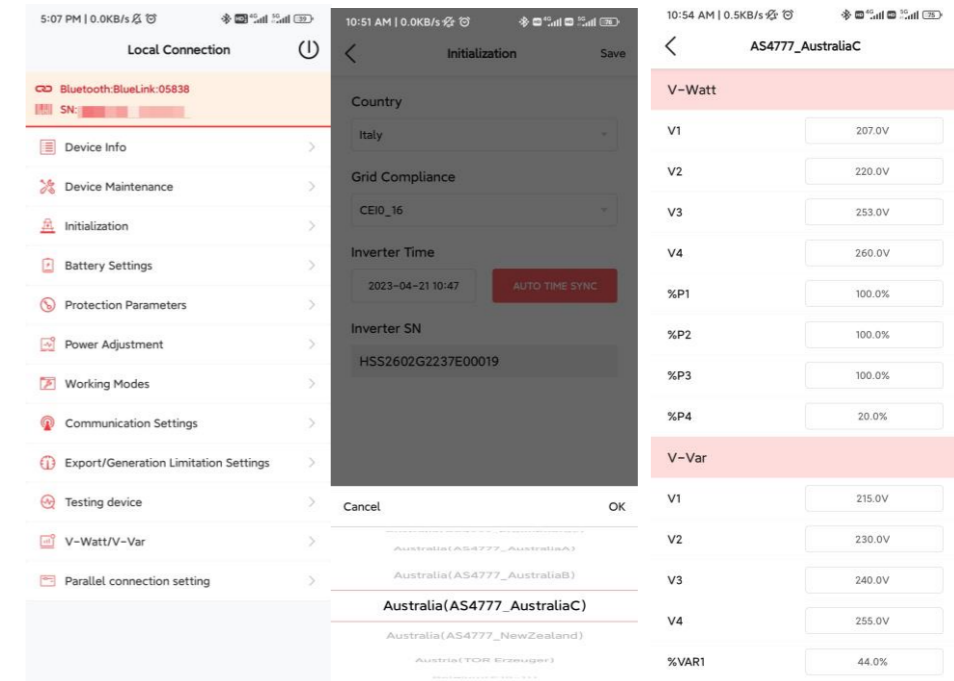 5:07 PM | 0.0KB/s
39
Local Connection
Bluetooth:BlueLink:05838
SN:
Device Info
Device Maintenance
Initialization
Battery Settings
Protection Parameters
Power Adjustment
Working Modes
Communication Settings
Export/Generation Limitation Settings
Testing device
V-Watt/V-Var
Parallel connection setting
10:51 AM | 0.0KB/s
Initialization
Save
Country
Italy
Grid Compliance
CEI0_16
Inverter Time
2023-04-21 10:47
AUTO TIME SYNC
Inverter SN
HSS2602G2237E00019
Cancel
OK
Australia(AS4777_AustraliaA)
Australia(AS4777_AustraliaB)
Australia(AS4777_AustraliaC)
Australia(AS4777_NewZealand)
Austria(TOR Erzeuger)
10:54 AM | 0.5KB/s
AS4777_AustraliaC
V-Watt
V1 207.0V
V2 220.0V
V3 253.0V
V4 260.0V
%P1 100.0%
%P2 100.0%
%P3 100.0%
%P4 20.0%
V-Var
V1 215.0V
V2 230.0V
V3 240.0V
V4 255.0V
%VAR1 44.0%